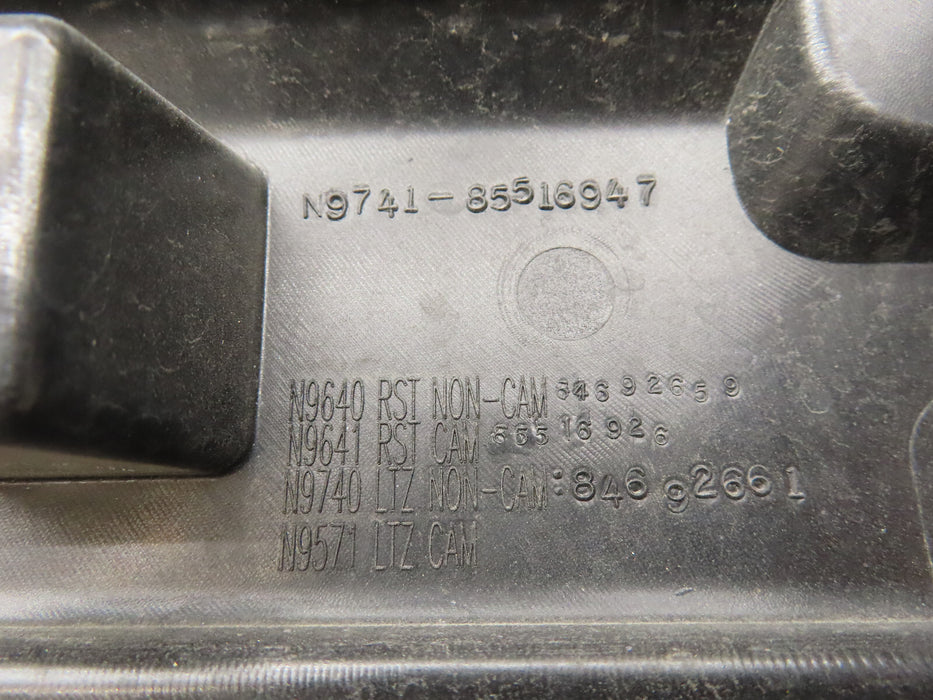 N9741-85516947
N9640 RST NON-CAM 84692659
N9641 RST CAM 85516926
N9740 LTZ NON-CAM:84692661
N9571 LTZ CAM